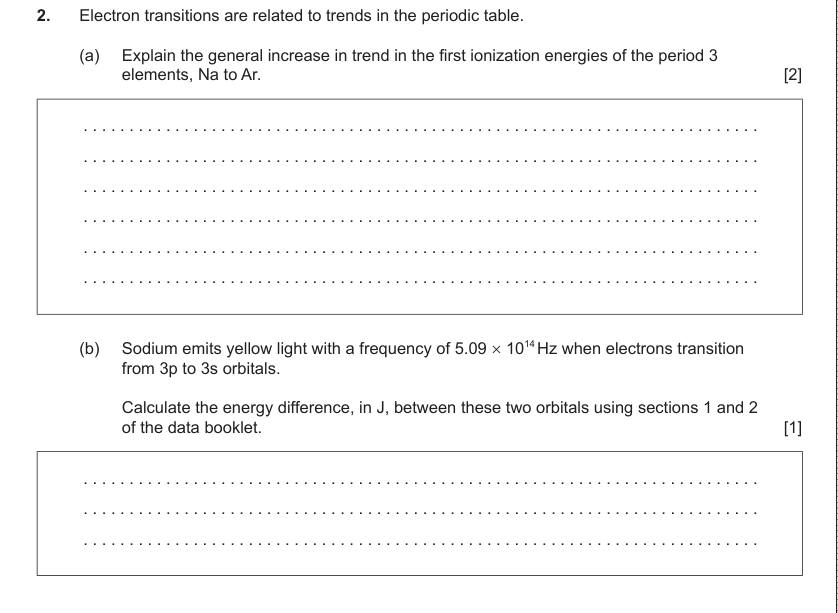 2. Electron transitions are related to trends in the periodic table.
(a) Explain the general increase in trend in the first ionization energies of the period 3
elements, Na to Ar. [2]
(b) Sodium emits yellow light with a frequency of 5.09 × 10¹⁴ Hz when electrons transition
from 3p to 3s orbitals.
Calculate the energy difference, in J, between these two orbitals using sections 1 and 2
of the data booklet. [1]